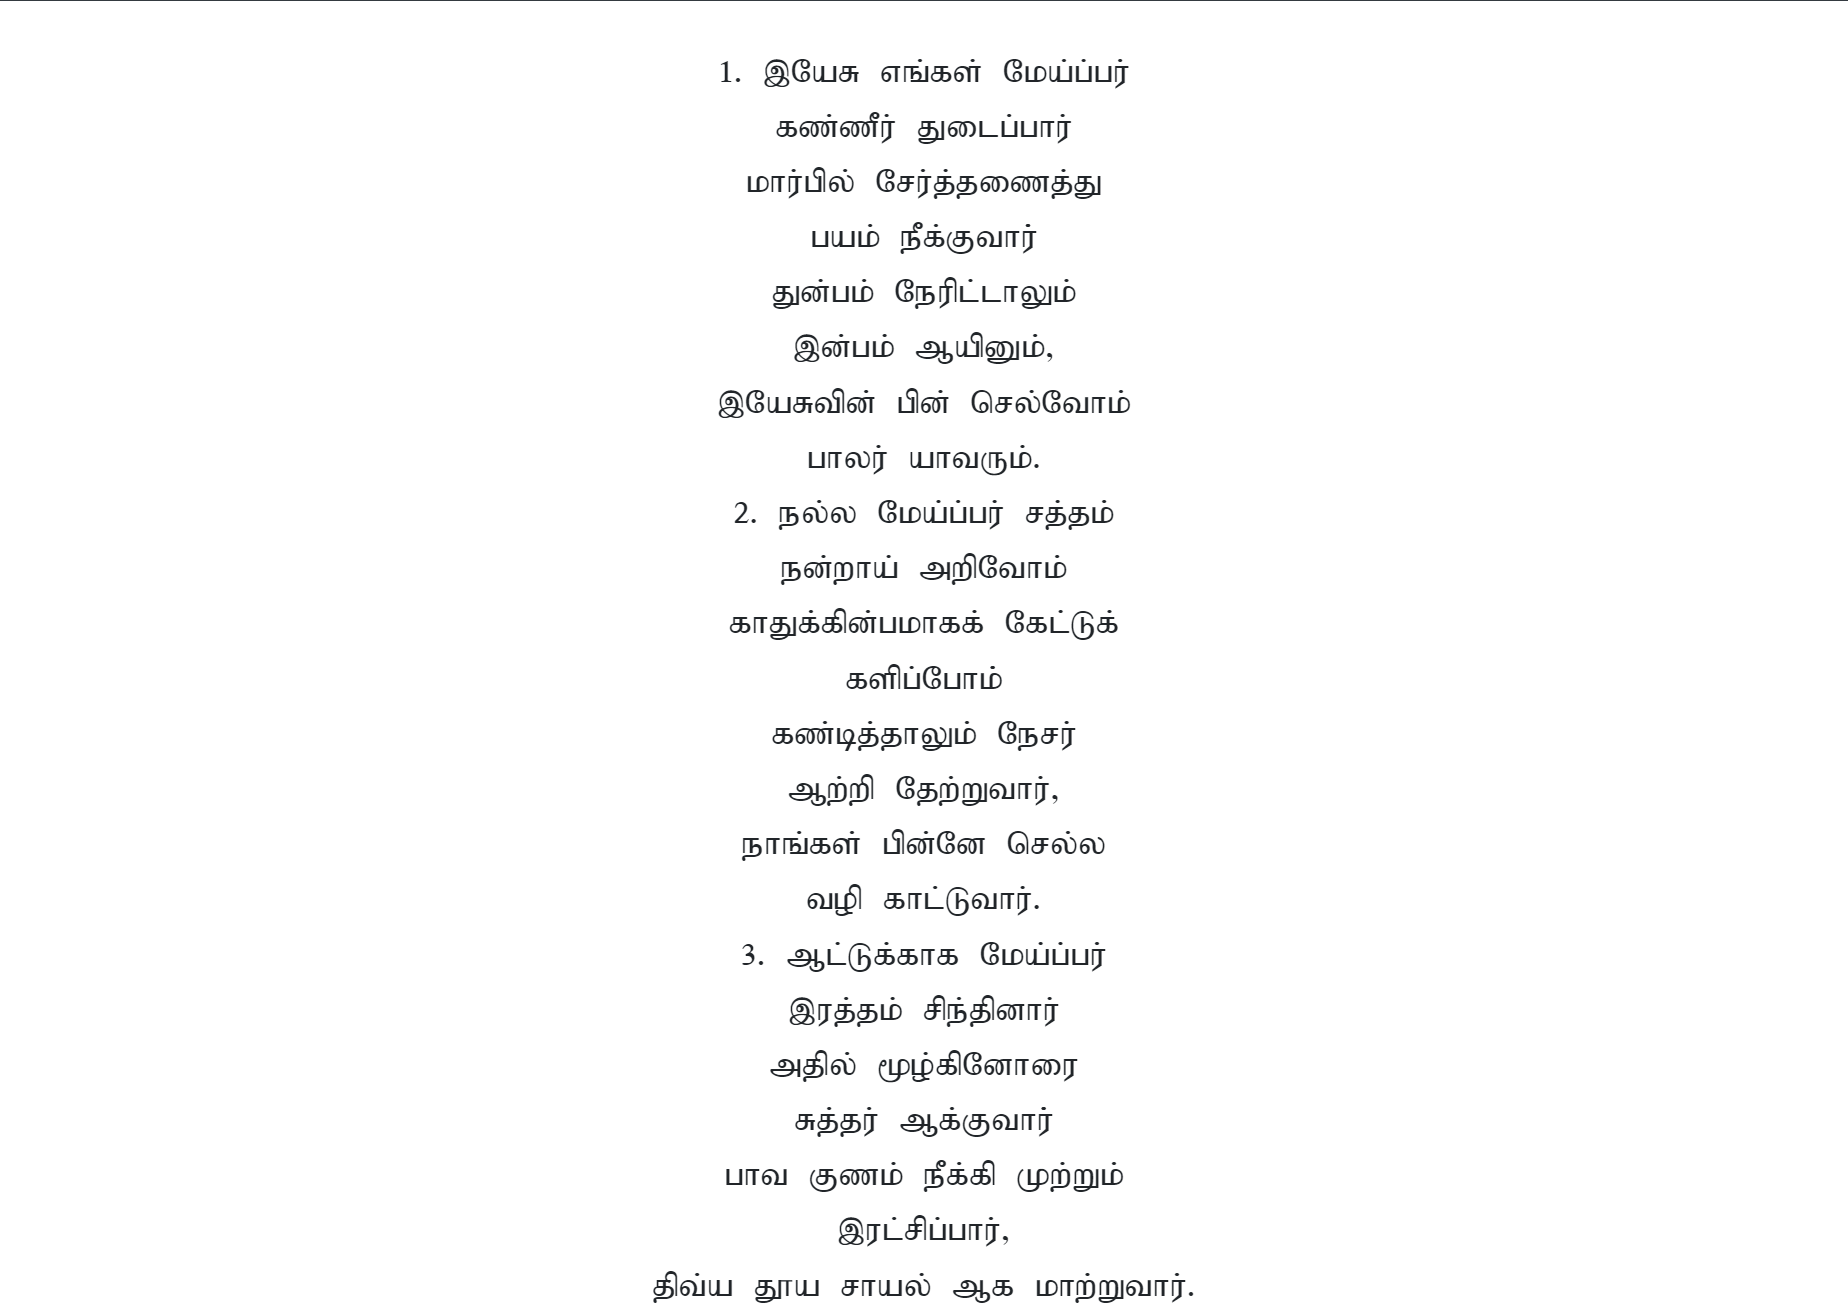 1. இயேசு எங்கள் மேய்ப்பர்
கண்ணீர் துடைப்பார்
மார்பில் சேர்த்தணைத்து
பயம் நீக்குவார்
துன்பம் நேரிட்டாலும்
இன்பம் ஆயினும்,
இயேசுவின் பின் செல்வோம்
பாலர் யாவரும்.
2. நல்ல மேய்ப்பர் சத்தம்
நன்றாய் அறிவோம்
காதுக்கின்பமாகக் கேட்டுக்
களிப்போம்
கண்டித்தாலும் நேசர்
ஆற்றி தேற்றுவார்,
நாங்கள் பின்னே செல்ல
வழி காட்டுவார்.
3. ஆட்டுக்காக மேய்ப்பர்
இரத்தம் சிந்தினார்
அதில் மூழ்கினோரை
சுத்தர் ஆக்குவார்
பாவ குணம் நீக்கி முற்றும்
இரட்சிப்பார்,
திவ்ய தூய சாயல் ஆக மாற்றுவார்.